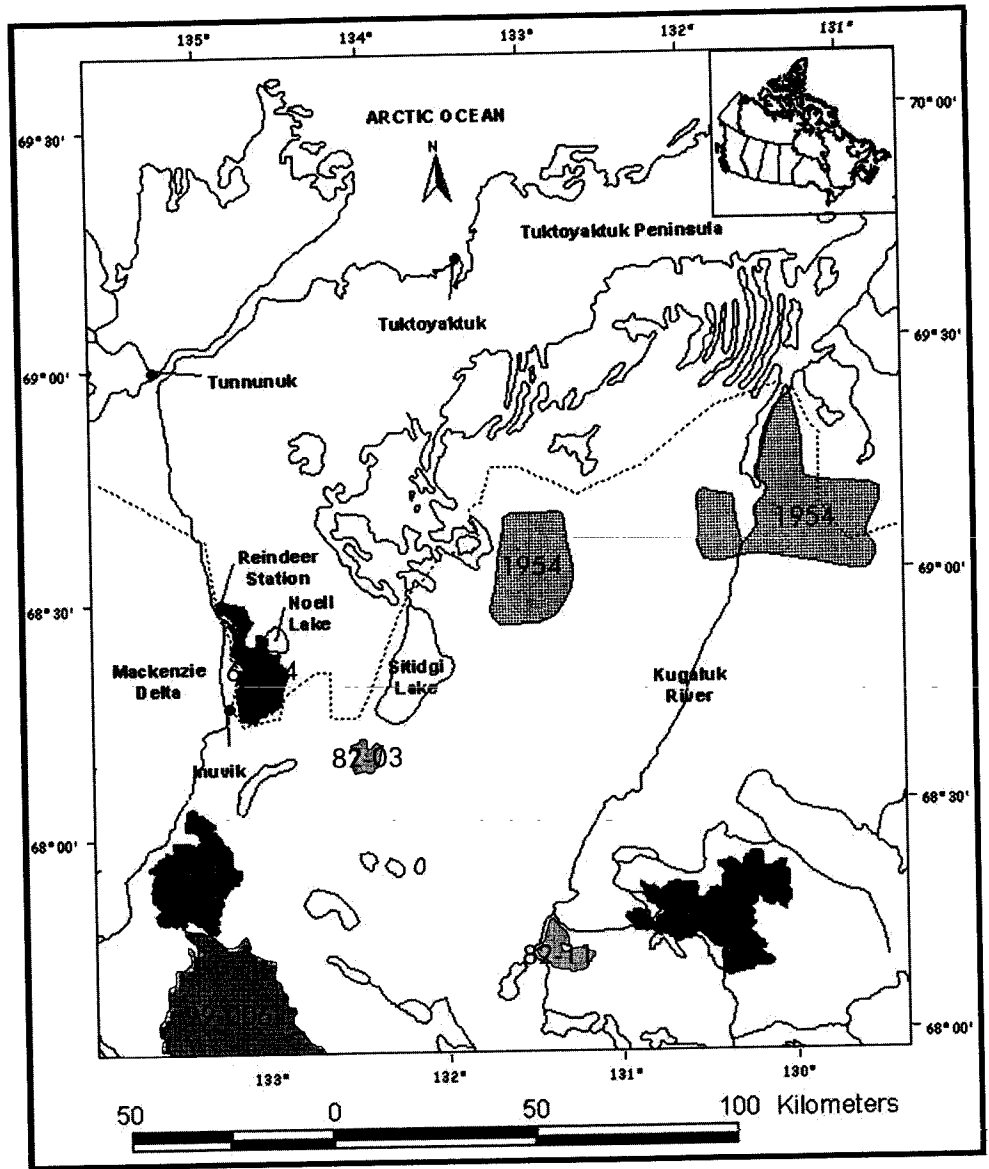 135° 134° 133° 132° 131°
70° 00'
69° 30'
ARCTIC OCEAN
N
Tuktoyaktuk Peninsula
Tuktoyaktuk
69° 30'
69° 00'
Tunnunuk
1954
1954
Reindeer
Station
69° 00'
Noell
Lake
68° 30'
Mackenzie
Delta
Sitidgi
Lake
Kugaluk
River
82-03
Inuvik
68° 30'
68° 00'
68° 00'
133° 132° 131° 130°
50 0 50 100 Kilometers